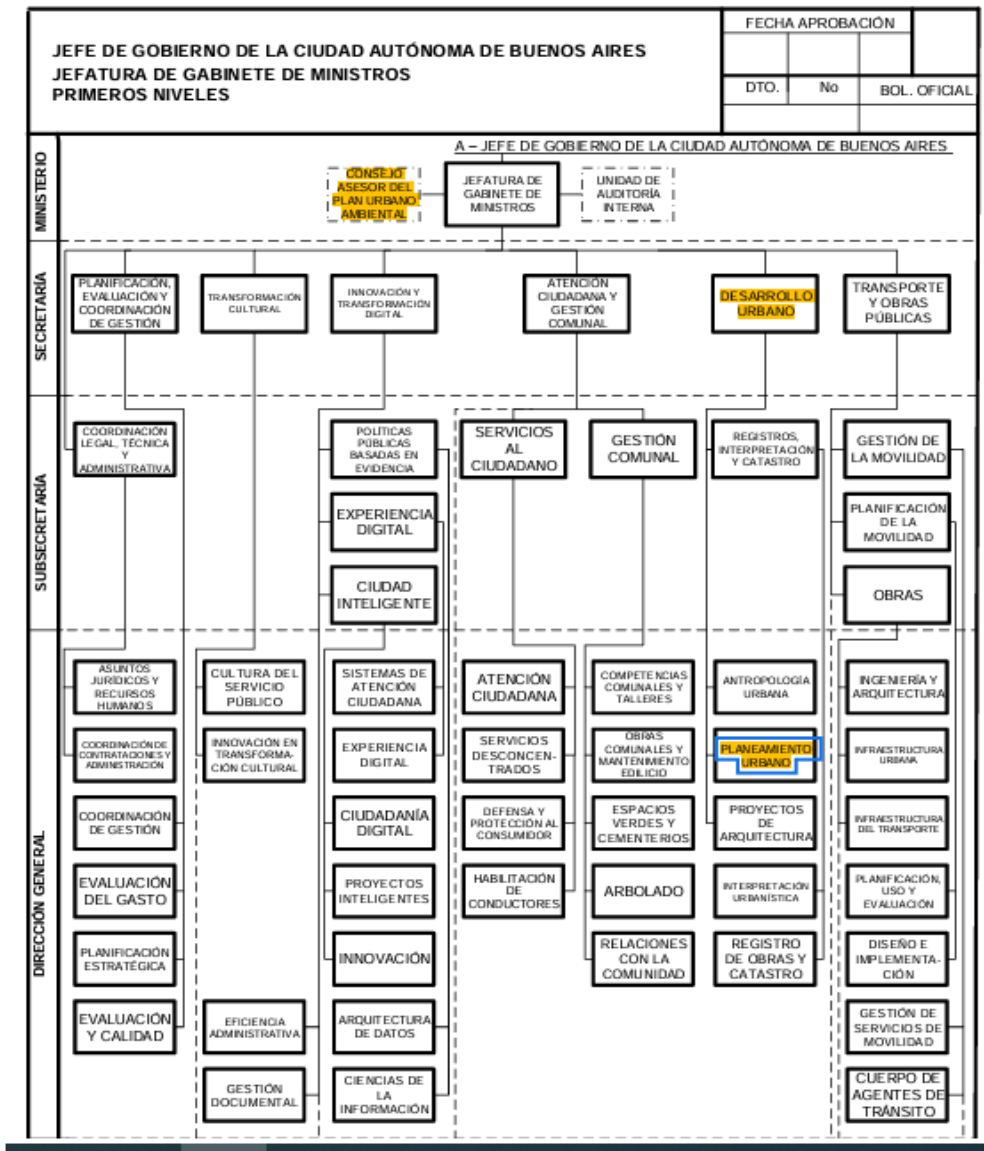 JEFE DE GOBIERNO DE LA CIUDAD AUTÓNOMA DE BUENOS AIRES
JEFATURA DE GABINETE DE MINISTROS
PRIMEROS NIVELES
FECHA APROBACIÓN
DTO.
No
BOL. OFICIAL
A – JEFE DE GOBIERNO DE LA CIUDAD AUTÓNOMA DE BUENOS AIRES
MINISTERIO
CONSEJO
ASESOR DEL
PLAN URBANO
AMBIENTAL
JEFATURA DE
GABINETE DE
MINISTROS
UNIDAD DE
AUDITORÍA
INTERNA
SECRETARÍA
PLANIFICACIÓN,
EVALUACIÓN Y
COORDINACIÓN
DE GESTIÓN
TRANSFORMACIÓN
CULTURAL
INNOVACIÓN Y
TRANSFORMACIÓN
DIGITAL
ATENCIÓN
CIUDADANA Y
GESTIÓN
COMUNAL
DESARROLLO
URBANO
TRANSPORTE
Y OBRAS
PÚBLICAS
SUBSECRETARÍA
COORDINACIÓN
LEGAL, TÉCNICA
Y
ADMINISTRATIVA
POLÍTICAS
PÚBLICAS
BASADAS EN
EVIDENCIA
SERVICIOS
AL
CIUDADANO
GESTIÓN
COMUNAL
REGISTROS,
INTERPRETACIÓN
Y CATASTRO
GESTIÓN DE
LA MOVILIDAD
EXPERIENCIA
DIGITAL
PLANIFICACIÓN
DE LA
MOVILIDAD
CIUDAD
INTELIGENTE
OBRAS
DIRECCIÓN GENERAL
ASUNTOS
JURÍDICOS Y
RECURSOS
HUMANOS
CULTURA DEL
SERVICIO
PÚBLICO
SISTEMAS DE
ATENCIÓN
CIUDADANA
ATENCIÓN
CIUDADANA
COMPETENCIAS
COMUNALES Y
TALLERES
ANTROPOLOGÍA
URBANA
INGENIERÍA Y
ARQUITECTURA
COORDINACIÓN DE
CONTRATACIONES Y
ADMINISTRACIÓN
INNOVACIÓN EN
TRANSFORMA-
CIÓN CULTURAL
EXPERIENCIA
DIGITAL
SERVICIOS
DESCONCEN-
TRADOS
OBRAS
COMUNALES Y
MANTENIMIENTO
EDILICIO
PLANEAMIENTO
URBANO
INFRAESTRUCTURA
URBANA
COORDINACIÓN
DE GESTIÓN
CIUDADANÍA
DIGITAL
DEFENSA Y
PROTECCIÓN AL
CONSUMIDOR
ESPACIOS
VERDES Y
CEMENTERIOS
PROYECTOS
DE
ARQUITECTURA
INFRAESTRUCTURA
DEL TRANSPORTE
EVALUACIÓN
DEL GASTO
PROYECTOS
INTELIGENTES
HABILITACIÓN
DE
CONDUCTORES
ARBOLADO
INTERPRETACIÓN
URBANÍSTICA
PLANIFICACIÓN,
USO Y
EVALUACIÓN
PLANIFICACIÓN
ESTRATÉGICA
INNOVACIÓN
RELACIONES
CON LA
COMUNIDAD
REGISTRO
DE OBRAS Y
CATASTRO
DISEÑO E
IMPLEMENTA-
CIÓN
EVALUACIÓN
Y CALIDAD
EFICIENCIA
ADMINISTRATIVA
ARQUITECTURA
DE DATOS
GESTIÓN DE
SERVICIOS DE
MOVILIDAD
GESTIÓN
DOCUMENTAL
CIENCIAS DE
LA
INFORMACIÓN
CUERPO DE
AGENTES DE
TRÁNSITO